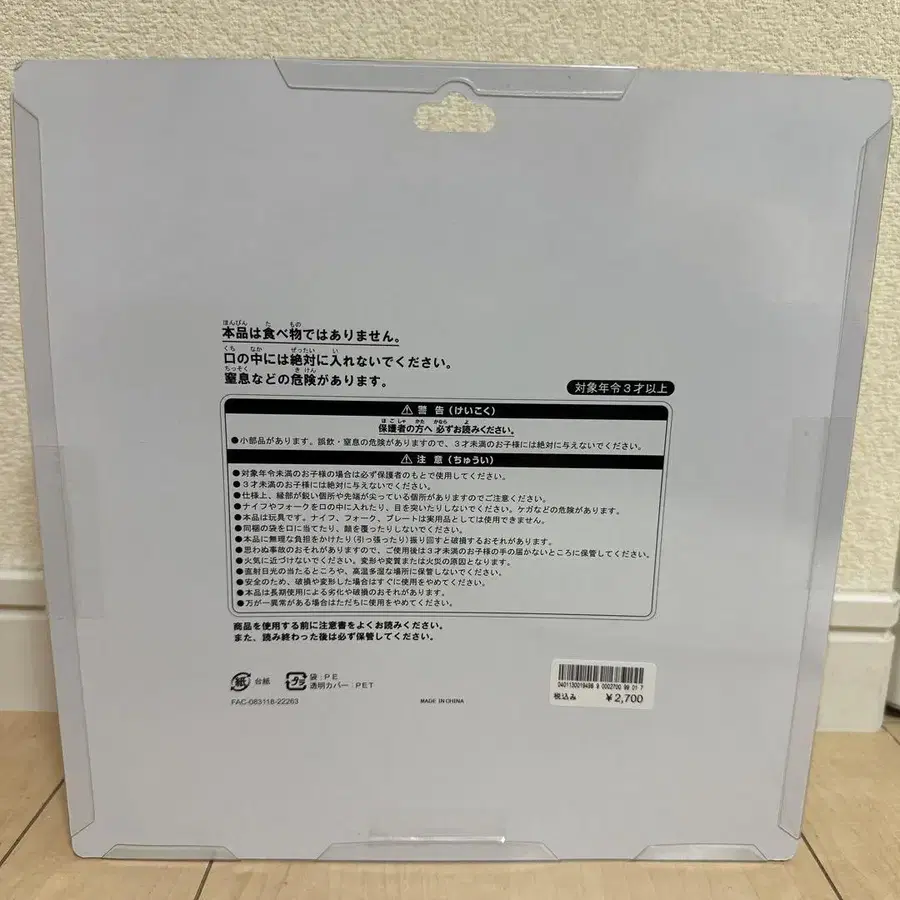 本品は食べ物ではありません。
口の中には絶対に入れないでください。
窒息などの危険があります。
対象年令3才以上
警告(けいこく)
保護者の方へ 必ずお読みください。
●小部品があります。誤飲・窒息の危険がありますので、3才未満のお子様には絶対に与えないでください。
注意(ちゅうい)
●対象年令未満のお子様の場合は必ず保護者のもとで使用してください。
●3才未満のお子様には絶対に与えないでください。
●仕様上、縁部が鋭い個所や先端が尖っている個所がありますのでご注意ください。
●ナイフやフォークを口の中に入れたり、目を突いたりしないでください。ケガなどの危険があります。
●本品は玩具です。ナイフ、フォーク、プレートは実用品としては使用できません。
●同梱の袋を口に当てたり、顔を覆ったりしないでください。
●本品に無理な負担をかけたり(引っ張ったり)振り回すと破損するおそれがあります。
●思わぬ事故のおそれがありますので、ご使用後は3才未満のお子様の手の届かないところに保管してください。
●火気に近づけないでください。変形や変質または火災の原因となります。
●直射日光の当たるところや、高温多湿な場所に保管しないでください。
●安全のため、破損や変形した場合はすぐに使用をやめてください。
●本品は長期使用による劣化や破損のおそれがあります。
●万が一異常がある場合はただちに使用をやめてください。
商品を使用する前に注意書をよくお読みください。
また、読み終わった後は必ず保管してください。
紙 台紙
プラ 袋:PE
透明カバー:PET
FAC-083118-22263
MADE IN CHINA
0401130019498 9 0002700 99 01 7
税込み ¥2,700